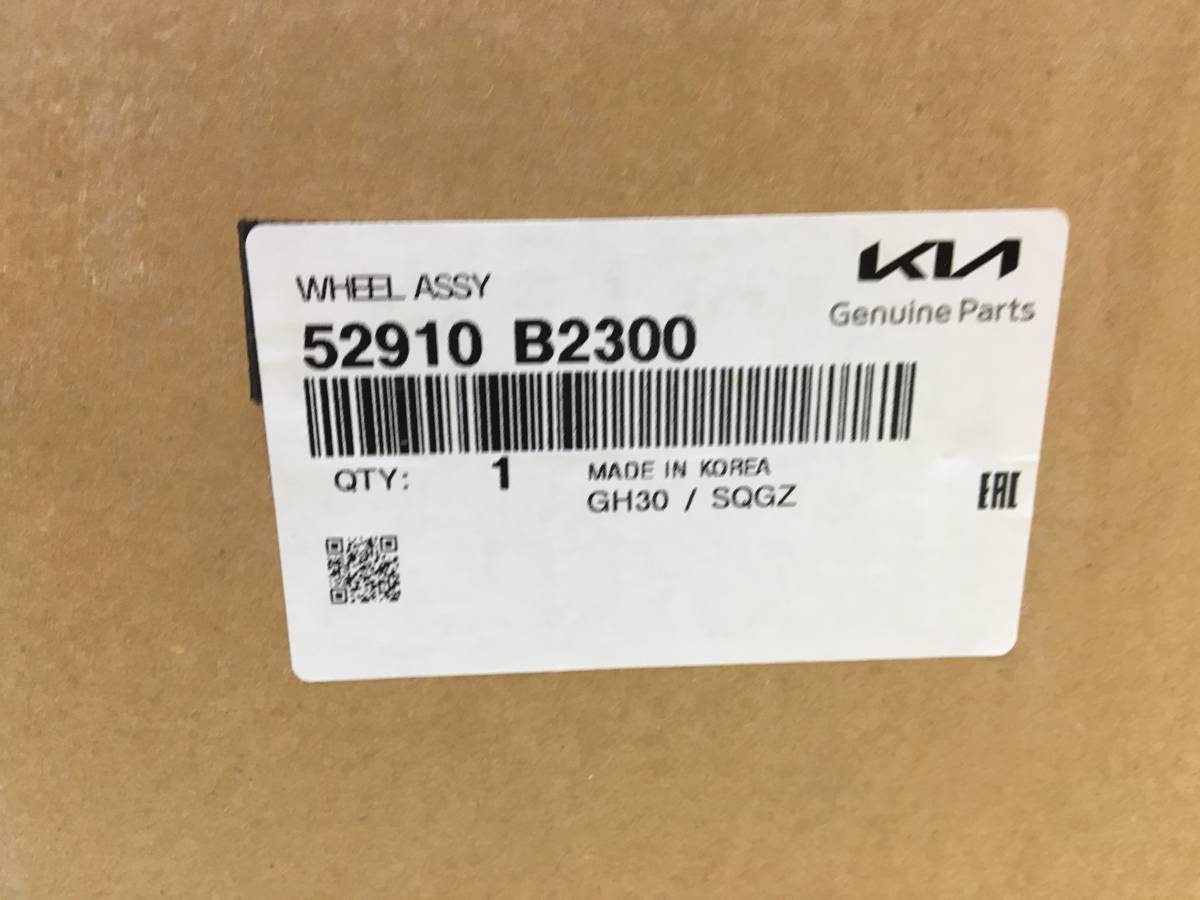 KIA
Genuine Parts
WHEEL ASSY
52910 B2300
QTY: 1
MADE IN KOREA
GH30 / SQGZ
EAC